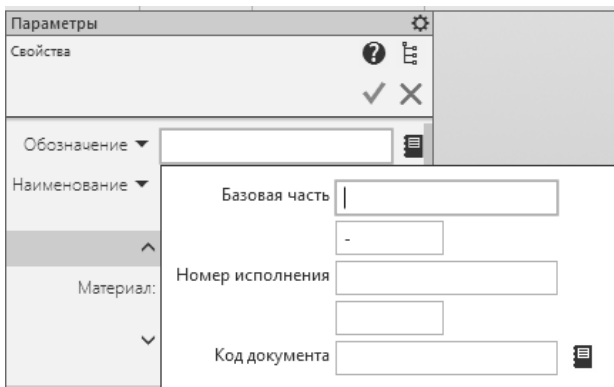 Параметры
Свойства
Обозначение
Наименование
Базовая часть
-
Номер исполнения
Материал:
Код документа